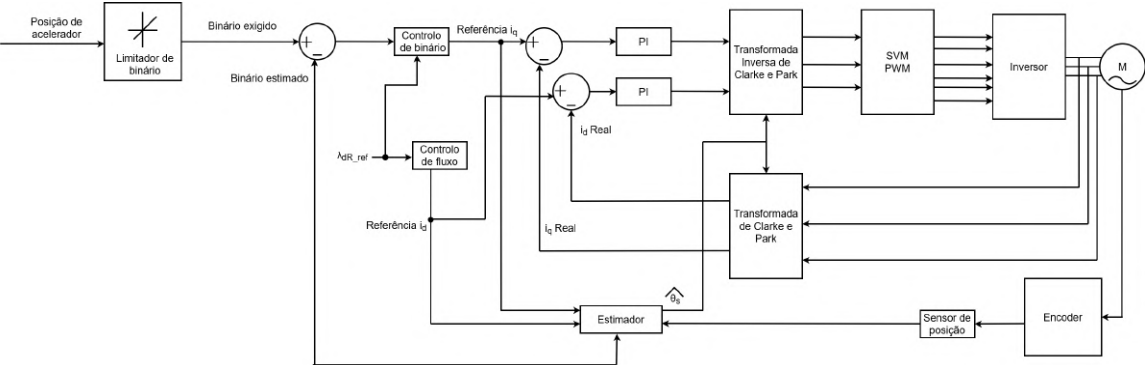 Posição de
acelerador
Limitador de
binário
Binário exigido
Binário estimado
+
−
Controlo
de binário
Referência iq
+
−
PI
+
−
PI
id Real
λdR_ref
Controlo
de fluxo
Referência id
iq Real
Transformada
Inversa de
Clarke e Park
SVM
PWM
Inversor
M
Transformada
de Clarke e
Park
θ̂s
Estimador
Sensor de
posição
Encoder